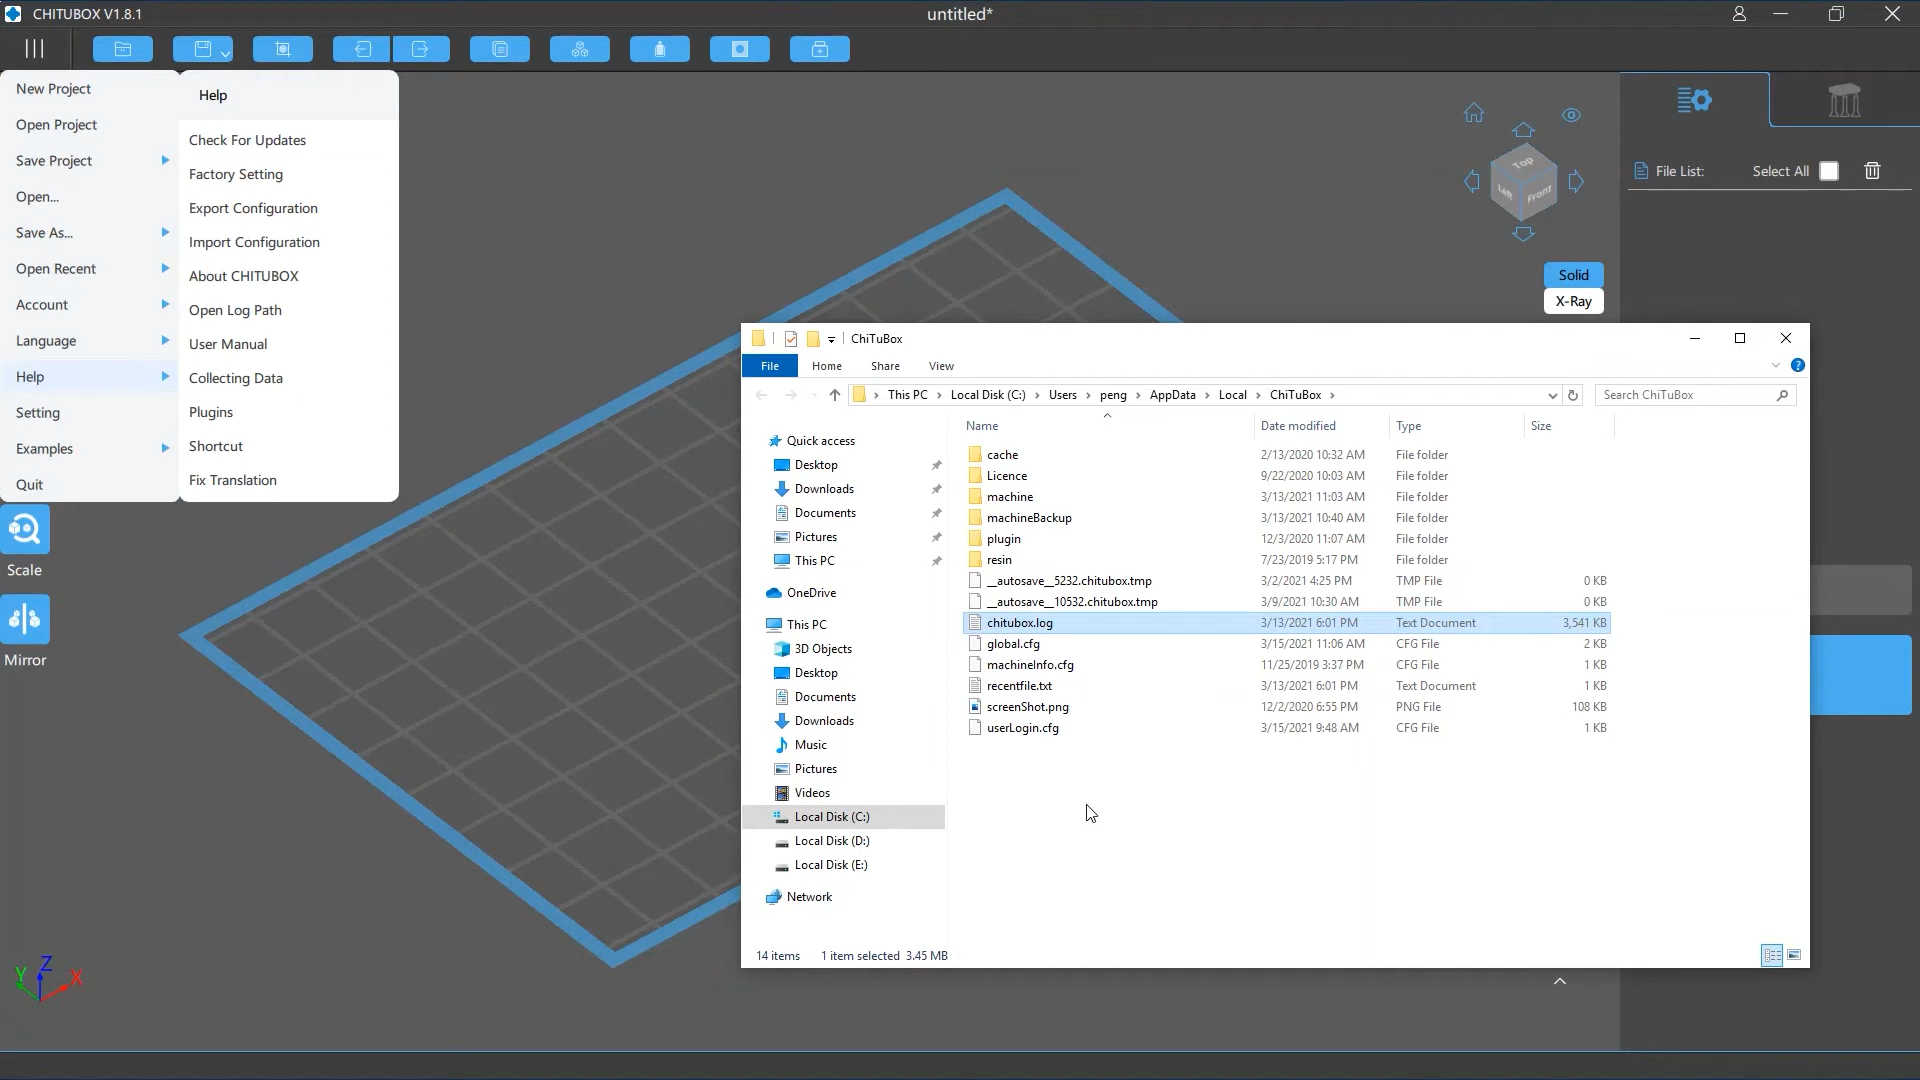 CHITUBOX V1.8.1
untitled*
New Project
Open Project
Save Project
Open...
Save As...
Open Recent
Account
Language
Help
Setting
Examples
Quit
Help
Check For Updates
Factory Setting
Export Configuration
Import Configuration
About CHITUBOX
Open Log Path
User Manual
Collecting Data
Plugins
Shortcut
Fix Translation
Scale
Mirror
Z
Y
X
Top
Left
Front
Solid
X-Ray
File List:
Select All
ChiTuBox
File
Home
Share
View
This PC
Local Disk (C:)
Users
peng
AppData
Local
ChiTuBox
Search ChiTuBox
Quick access
Desktop
Downloads
Documents
Pictures
This PC
OneDrive
This PC
3D Objects
Desktop
Documents
Downloads
Music
Pictures
Videos
Local Disk (C:)
Local Disk (D:)
Local Disk (E:)
Network
Name Date modified Type Size
cache 2/13/2020 10:32 AM File folder
Licence 9/22/2020 10:03 AM File folder
machine 3/13/2021 11:03 AM File folder
machineBackup 3/13/2021 10:40 AM File folder
plugin 12/3/2020 11:07 AM File folder
resin 7/23/2019 5:17 PM File folder
__autosave__5232.chitubox.tmp 3/2/2021 4:25 PM TMP File 0 KB
__autosave__10532.chitubox.tmp 3/9/2021 10:30 AM TMP File 0 KB
chitubox.log 3/13/2021 6:01 PM Text Document 3,541 KB
global.cfg 3/15/2021 11:06 AM CFG File 2 KB
machineInfo.cfg 11/25/2019 3:37 PM CFG File 1 KB
recentfile.txt 3/13/2021 6:01 PM Text Document 1 KB
screenShot.png 12/2/2020 6:55 PM PNG File 108 KB
userLogin.cfg 3/15/2021 9:48 AM CFG File 1 KB
14 items 1 item selected 3.45 MB